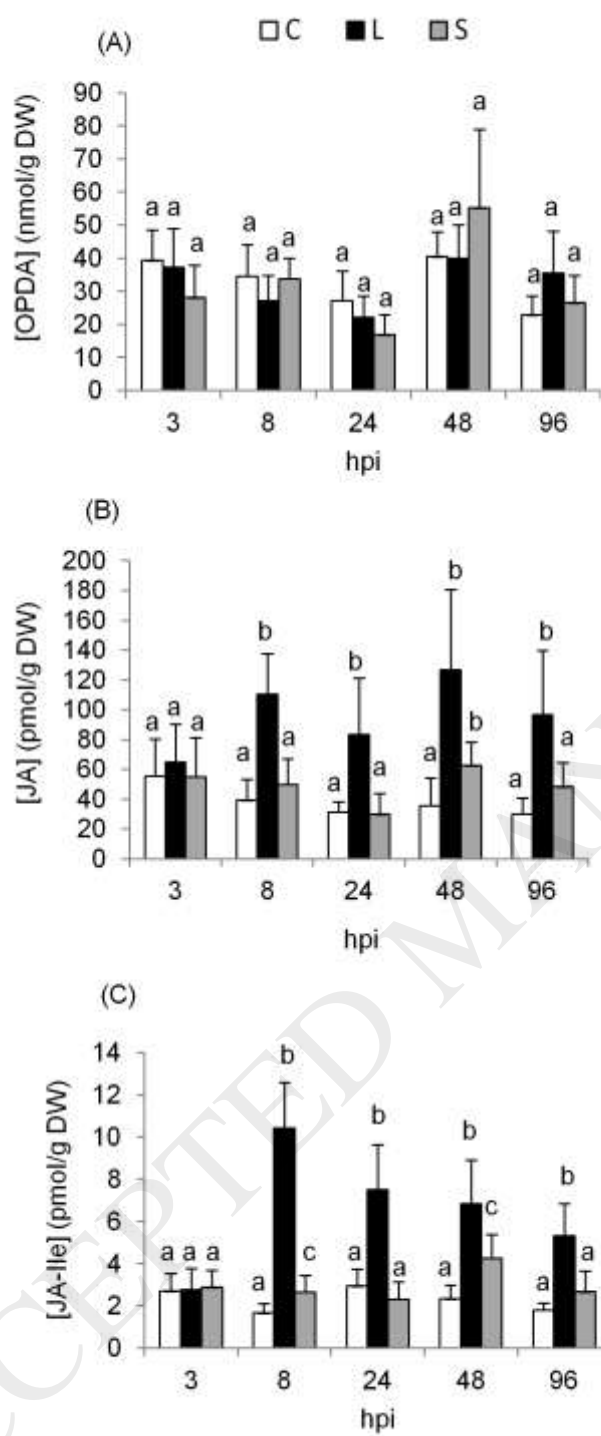 (A) C L S
[OPDA] (nmol/g DW)
90
80
70
60
50
40
30
20
10
0
a a a a a a a a a a a a a a a
3 8 24 48 96
hpi
(B)
[JA] (pmol/g DW)
200
180
160
140
120
100
80
60
40
20
0
a a a a b a a b a a b b a b a
3 8 24 48 96
hpi
(C)
[JA-Ile] (pmol/g DW)
14
12
10
8
6
4
2
0
a a a a b c a b a a b c a b a
3 8 24 48 96
hpi
CCEPTED MAN